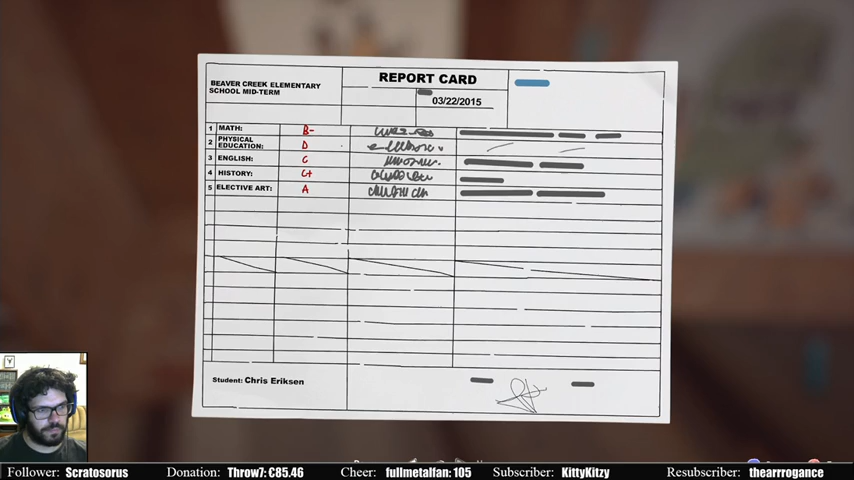 BEAVER CREEK ELEMENTARY
SCHOOL MID-TERM
REPORT CARD
03/22/2015
1 MATH: B-
2 PHYSICAL EDUCATION: D
3 ENGLISH: C
4 HISTORY: C+
5 ELECTIVE ART: A
Student: Chris Eriksen
Follower: Scratosorus Donation: Throw7: €85.46 Cheer: fullmetalfan: 105 Subscriber: KittyKitzy Resubscriber: thearrrogance